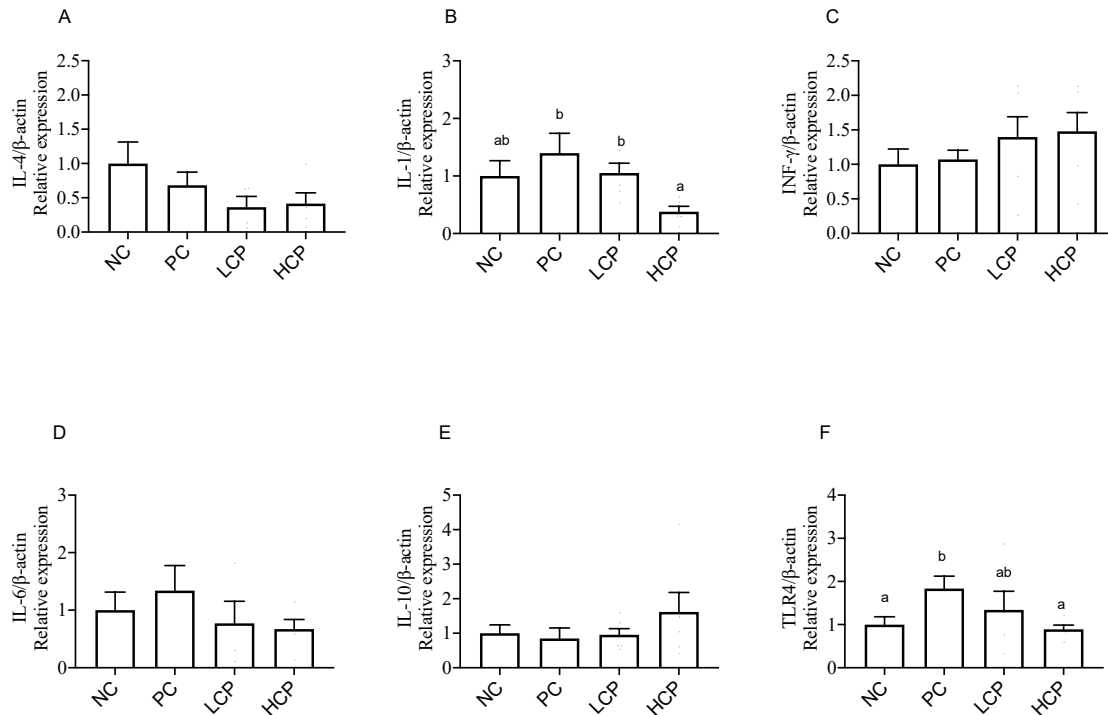 A
IL-4/β-actin
Relative expression
2.5
2.0
1.5
1.0
0.5
0.0
NC PC LCP HCP
B
IL-1/β-actin
Relative expression
3
2
1
0
ab b b a
NC PC LCP HCP
C
INF-γ/β-actin
Relative expression
2.5
2.0
1.5
1.0
0.5
0.0
NC PC LCP HCP
D
IL-6/β-actin
Relative expression
3
2
1
0
NC PC LCP HCP
E
IL-10/β-actin
Relative expression
5
4
3
2
1
0
NC PC LCP HCP
F
TLR4/β-actin
Relative expression
4
3
2
1
0
a b ab a
NC PC LCP HCP